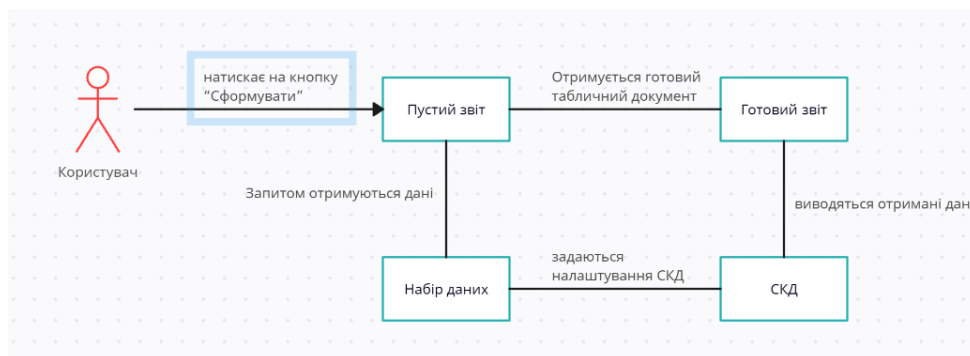 натискає на кнопку
“Сформувати”
Отримується готовий
табличний документ
Пустий звіт
Готовий звіт
Користувач
Запитом отримуються дані
виводяться отримані дан
задаються
налаштування СКД
Набір даних
СКД